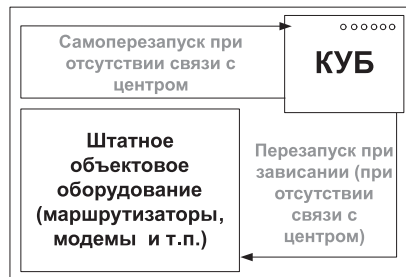 Самоперезапуск при
отсутствии связи с
центром
КУБ
Штатное
объектовое
оборудование
(маршрутизаторы,
модемы и т.п.)
Перезапуск при
зависании (при
отсутствии
связи с
центром)